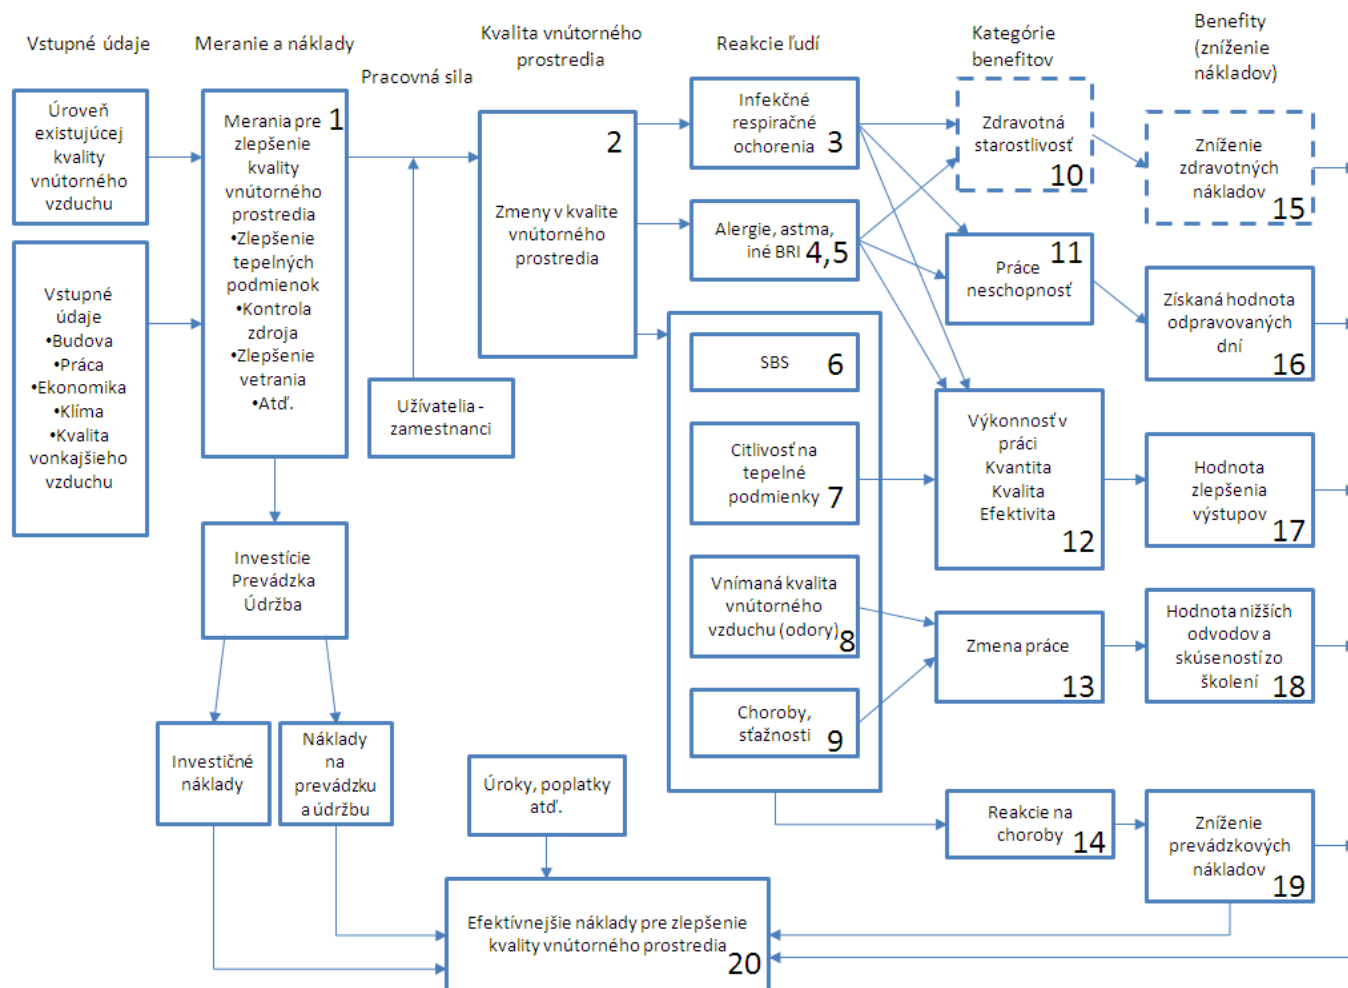 Vstupné údaje
Meranie a náklady
Pracovná sila
Kvalita vnútorného
prostredia
Reakcie ľudí
Kategórie
benefitov
Benefity
(zníženie
nákladov)
Úroveň
existujúcej
kvality
vnútorného
vzduchu
Vstupné
údaje
•Budova
•Práca
•Ekonomika
•Klíma
•Kvalita
vonkajšieho
vzduchu
1
Merania pre
zlepšenie
kvality
vnútorného
prostredia
•Zlepšenie
tepelných
podmienok
•Kontrola
zdroja
•Zlepšenie
vetrania
•Atď.
Užívatelia -
zamestnanci
2
Zmeny v kvalite
vnútorného
prostredia
Infekčné
respiračné
ochorenia
3
Alergie, astma,
iné BRI
4,5
SBS
6
Citlivosť na
tepelné
podmienky
7
Vnímaná kvalita
vnútorného
vzduchu (odory)
8
Choroby,
sťažnosti
9
Zdravotná
starostlivosť
10
11
Práce
neschopnosť
Výkonnosť v
práci
Kvantita
Kvalita
Efektivita
12
Zmena práce
13
Reakcie na
choroby
14
Zníženie
zdravotných
nákladov
15
Získaná hodnota
odpravovaných
dní
16
Hodnota
zlepšenia
výstupov
17
Hodnota nižších
odvodov a
skúseností zo
školení
18
Zníženie
prevádzkových
nákladov
19
Investície
Prevádzka
Údržba
Investičné
náklady
Náklady
na
prevádzku
a údržbu
Úroky, poplatky
atď.
Efektívnejšie náklady pre zlepšenie
kvality vnútorného prostredia
20